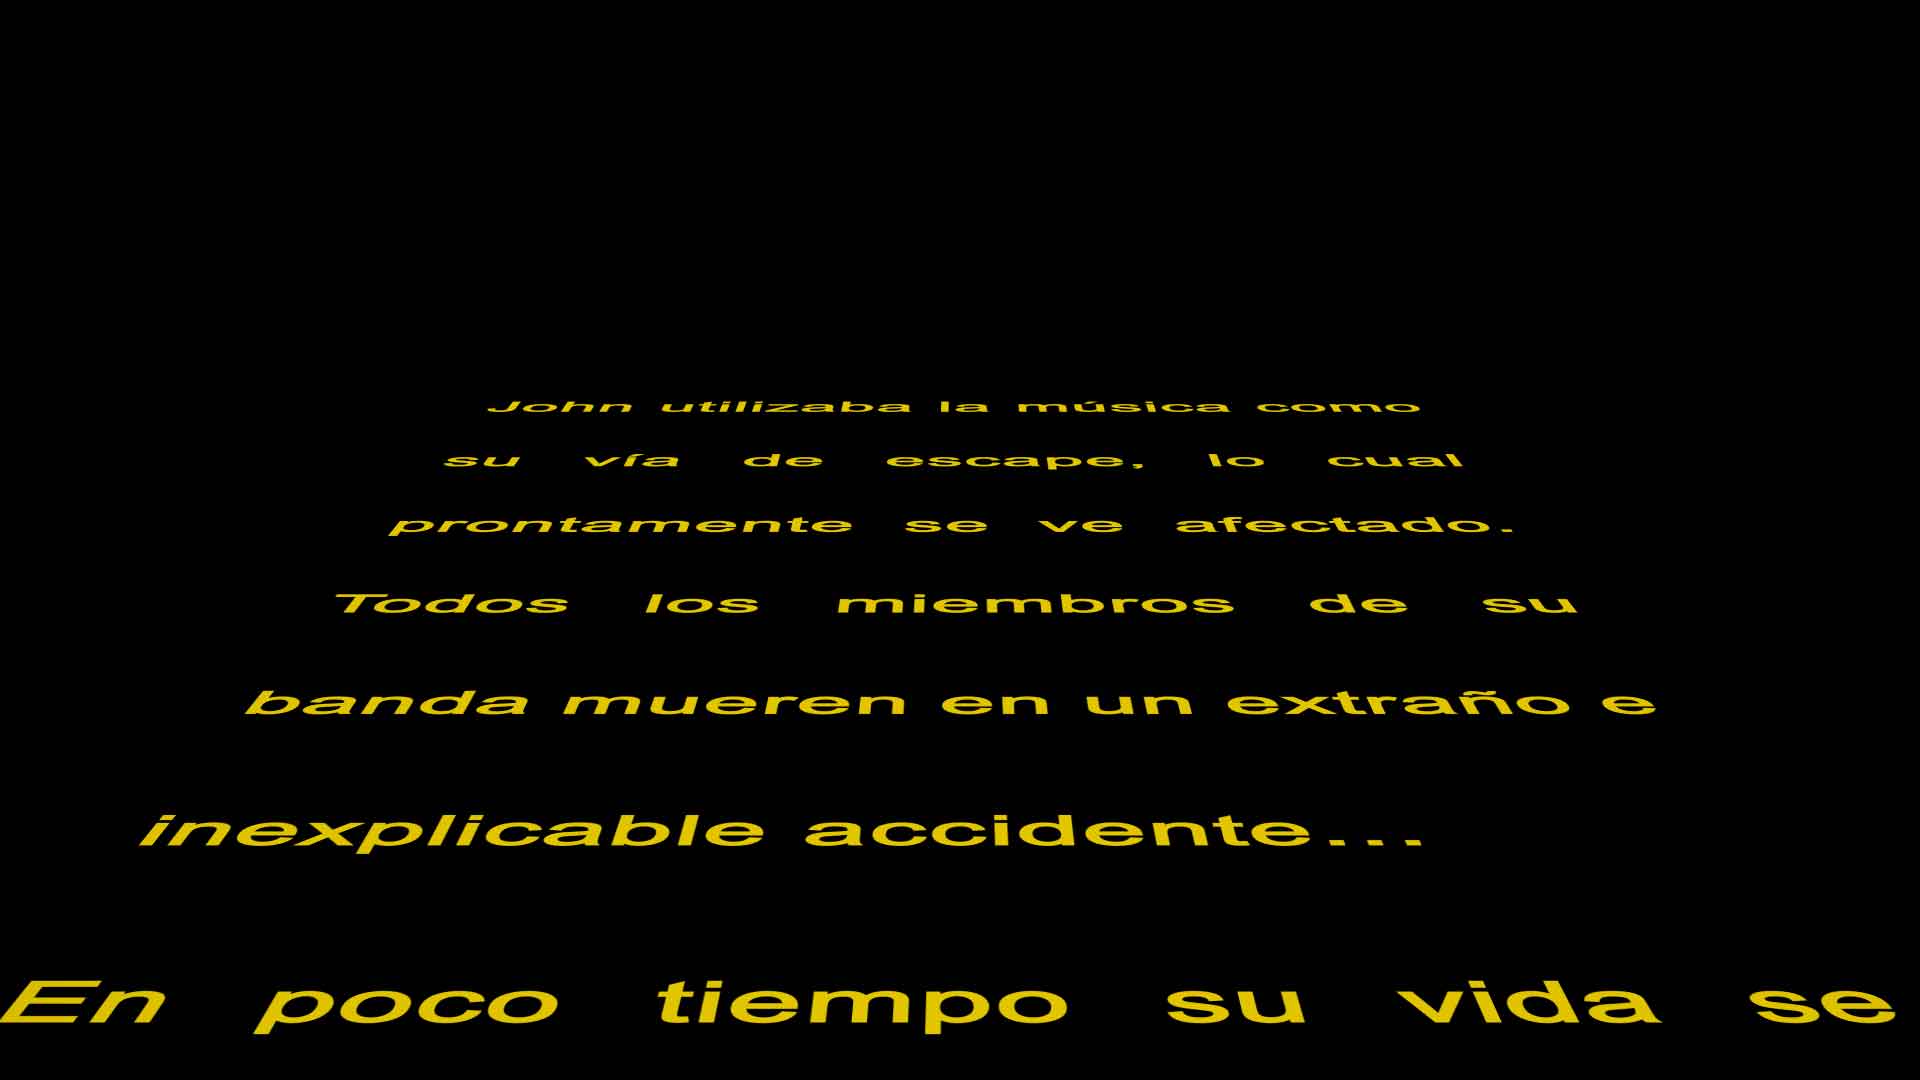 John utilizaba la música como
su vía de escape, lo cual
prontamente se ve afectado.
Todos los miembros de su
banda mueren en un extraño e
inexplicable accidente...
En poco tiempo su vida se